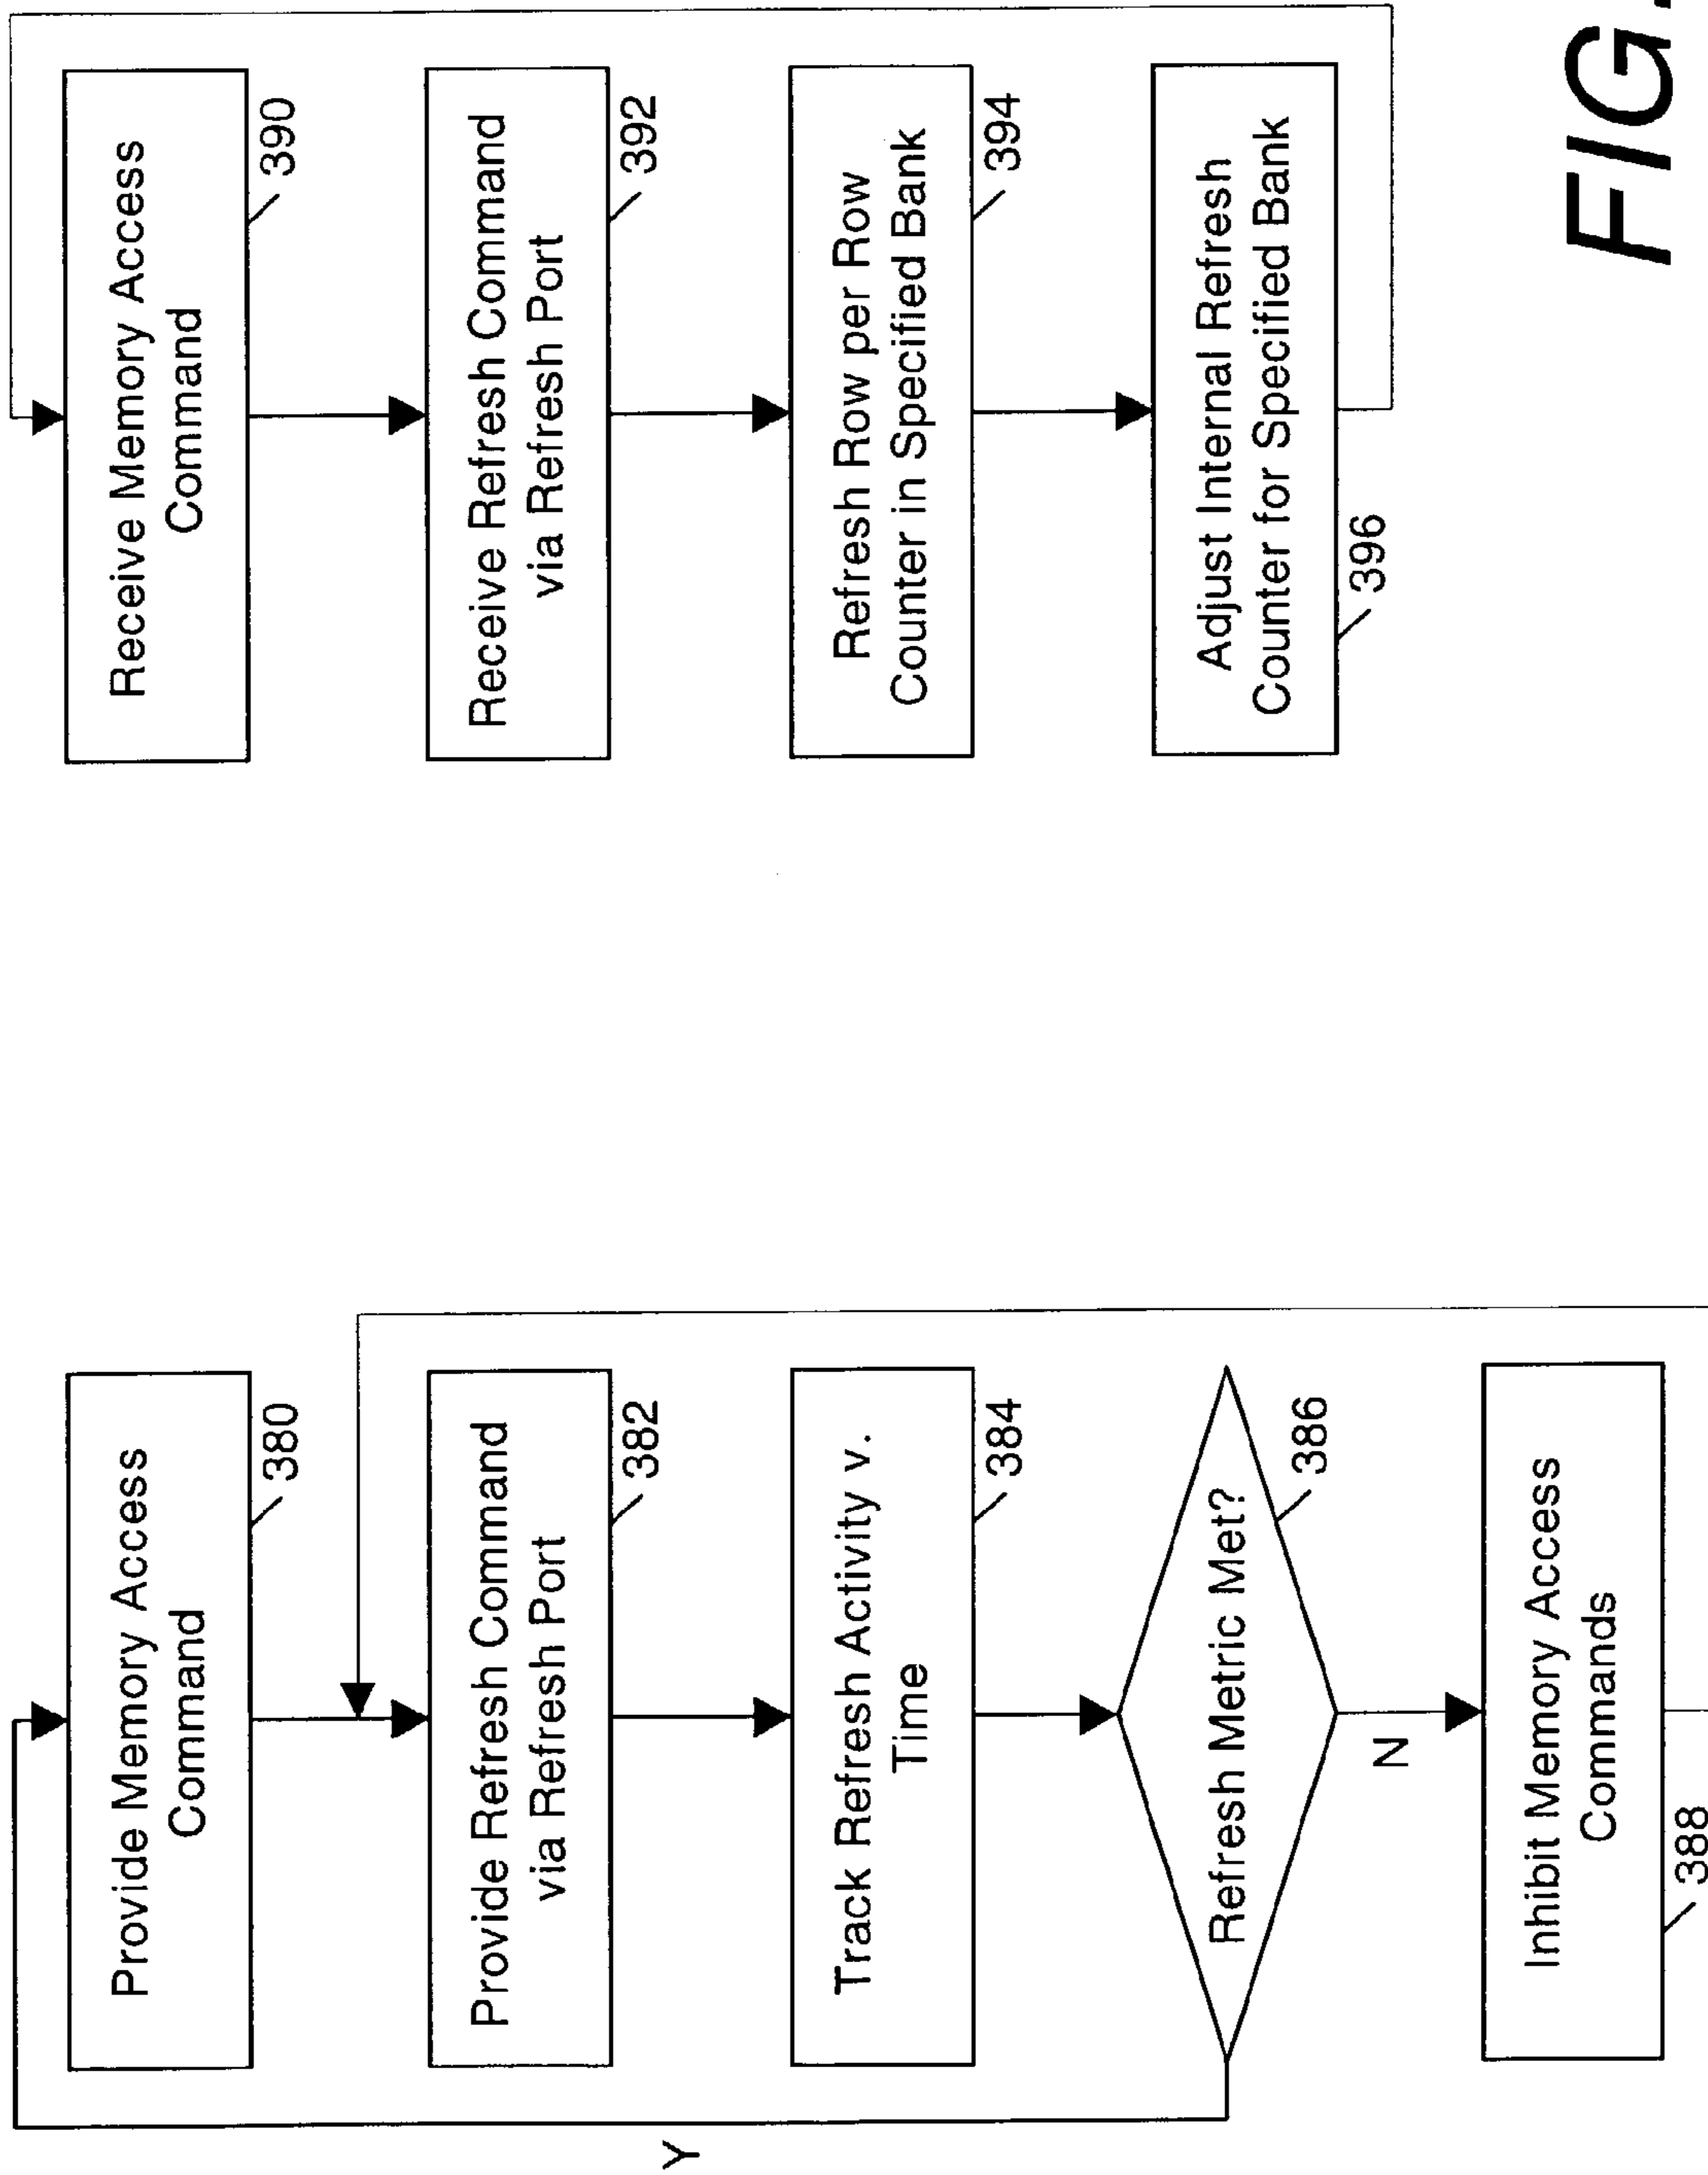 Provide Memory Access
Command
380
Provide Refresh Command
via Refresh Port
382
Track Refresh Activity v.
Time
384
Refresh Metric Met?
386
Y
N
Inhibit Memory Access
Commands
388
Receive Memory Access
Command
390
Receive Refresh Command
via Refresh Port
392
Refresh Row per Row
Counter in Specified Bank
394
Adjust Internal Refresh
Counter for Specified Bank
396
FIG.